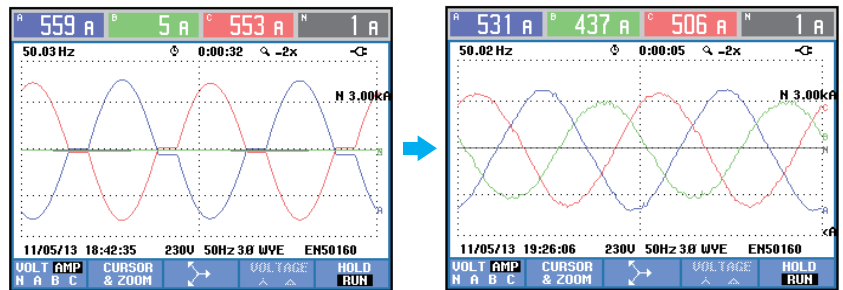 A 559 A B 5 A C 553 A N 1 A
50.03 Hz 0:00:32 -2x
N 3.00kA
N
A
11/05/13 18:42:35 230V 50Hz 3Ø WYE EN50160
VOLT AMP CURSOR VOLTAGE HOLD
N A B C & ZOOM RUN
A 531 A B 437 A C 506 A N 1 A
50.02 Hz 0:00:05 -2x
N 3.00kA
C
B
N
A
<A
11/05/13 19:26:06 230V 50Hz 3Ø WYE EN50160
VOLT AMP CURSOR VOLTAGE HOLD
N A B C & ZOOM RUN